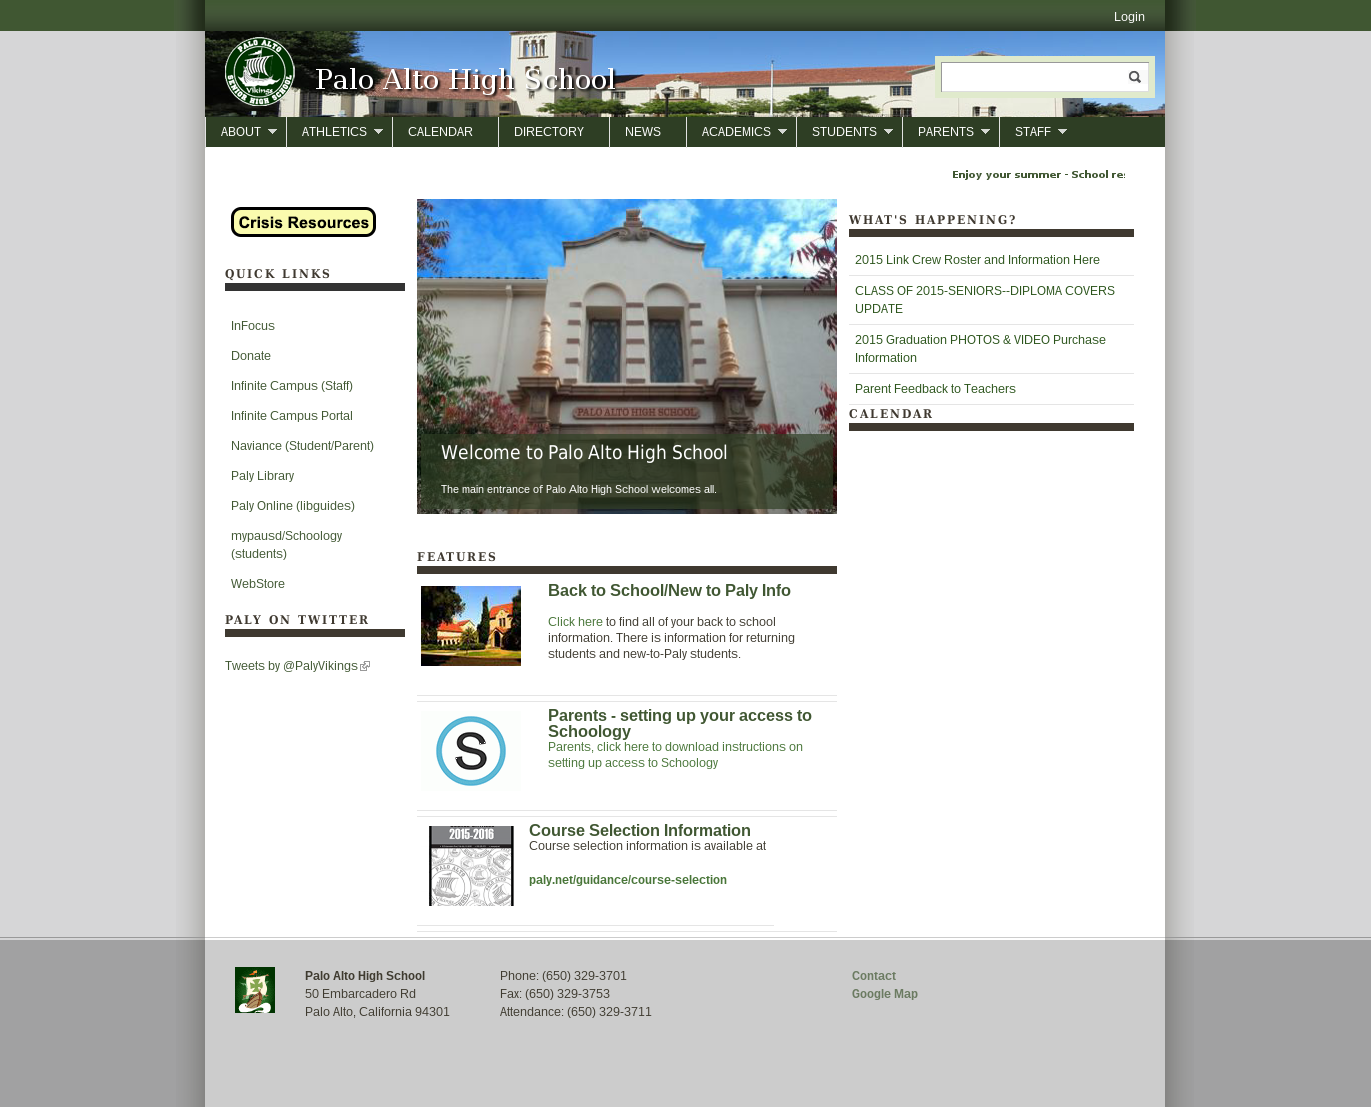 Login
PALO ALTO
SENIOR HIGH SCHOOL
Vikings
Palo Alto High School
ABOUT
ATHLETICS
CALENDAR
DIRECTORY
NEWS
ACADEMICS
STUDENTS
PARENTS
STAFF
Enjoy your summer - School re
Crisis Resources
QUICK LINKS
InFocus
Donate
Infinite Campus (Staff)
Infinite Campus Portal
Naviance (Student/Parent)
Paly Library
Paly Online (libguides)
mypausd/Schoology
(students)
WebStore
PALY ON TWITTER
Tweets by @PalyVikings
PALO ALTO HIGH SCHOOL
Welcome to Palo Alto High School
The main entrance of Palo Alto High School welcomes all.
FEATURES
Back to School/New to Paly Info
Click here to find all of your back to school
information. There is information for returning
students and new-to-Paly students.
S
Parents - setting up your access to
Schoology
Parents, click here to download instructions on
setting up access to Schoology
2015-2016
Course Selection Information
Course selection information is available at
paly.net/guidance/course-selection
WHAT'S HAPPENING?
2015 Link Crew Roster and Information Here
CLASS OF 2015-SENIORS--DIPLOMA COVERS
UPDATE
2015 Graduation PHOTOS & VIDEO Purchase
Information
Parent Feedback to Teachers
CALENDAR
Palo Alto High School
50 Embarcadero Rd
Palo Alto, California 94301
Phone: (650) 329-3701
Fax: (650) 329-3753
Attendance: (650) 329-3711
Contact
Google Map